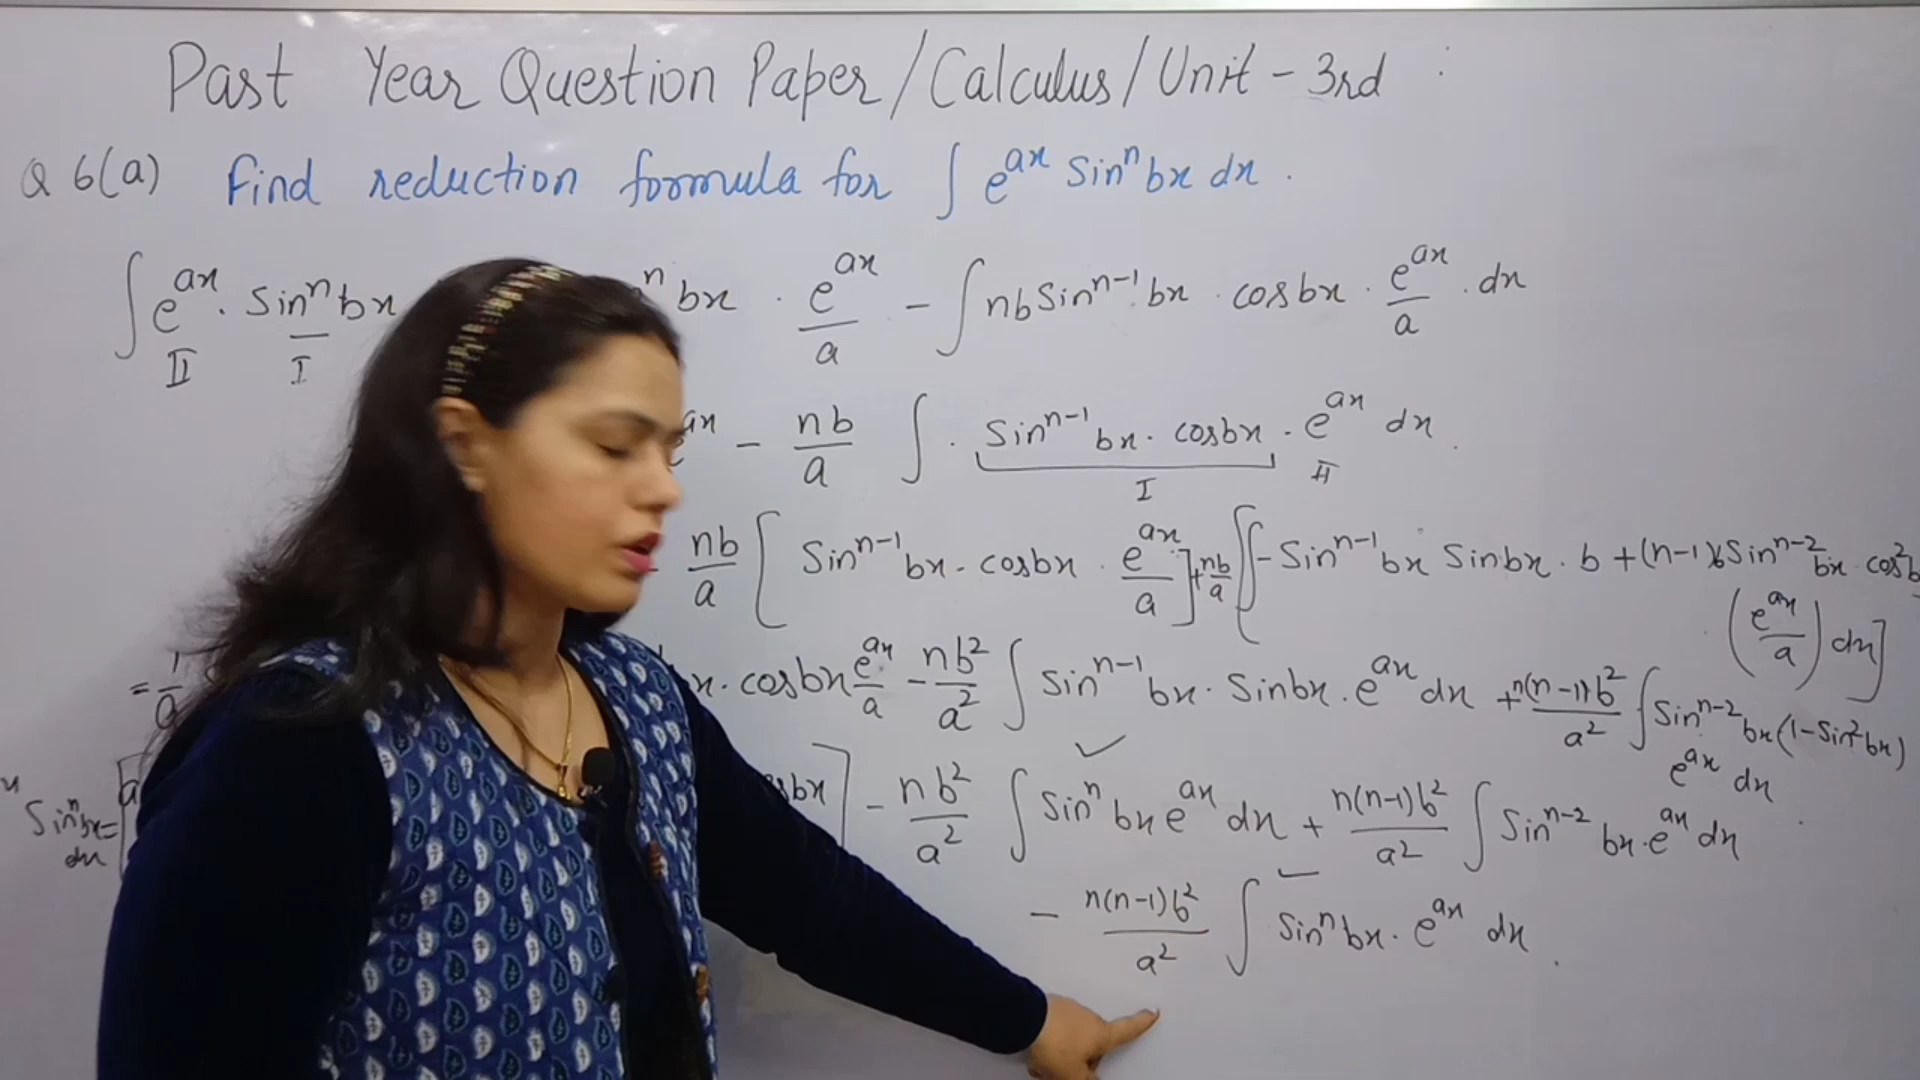 Past Year Question Paper / Calculus / Unit - 3rd :
Q 6(a) find reduction formula for ∫ e^{ax} Sin^n bx dx .
∫ e^{ax} . Sin^n bx ^n bx . e^{ax}/a - ∫ nb Sin^{n-1} bx . cos bx . e^{ax}/a . dx
II I
e^{ax} - nb/a ∫ . Sin^{n-1} bx . cos bx . e^{ax} dx .
I II
nb/a [ Sin^{n-1} bx . cos bx . e^{ax}/a ] + nb/a [ ∫ - Sin^{n-1} bx Sin bx . b + (n-1) b Sin^{n-2} bx . cos^2 b
(e^{ax}/a) dx ]
= 1/a x . cos bx e^{ax}/a - nb^2/a^2 ∫ Sin^{n-1} bx . Sin bx . e^{ax} dx + n(n-1) b^2/a^2 ∫ Sin^{n-2} bx (1 - Sin^2 bx)
e^{ax} dx
Sin^n bx = dx [ bx ] - nb^2/a^2 ∫ Sin^n bx e^{ax} dx + n(n-1) b^2/a^2 ∫ Sin^{n-2} bx . e^{ax} dx
- n(n-1) b^2/a^2 ∫ Sin^n bx . e^{ax} dx .